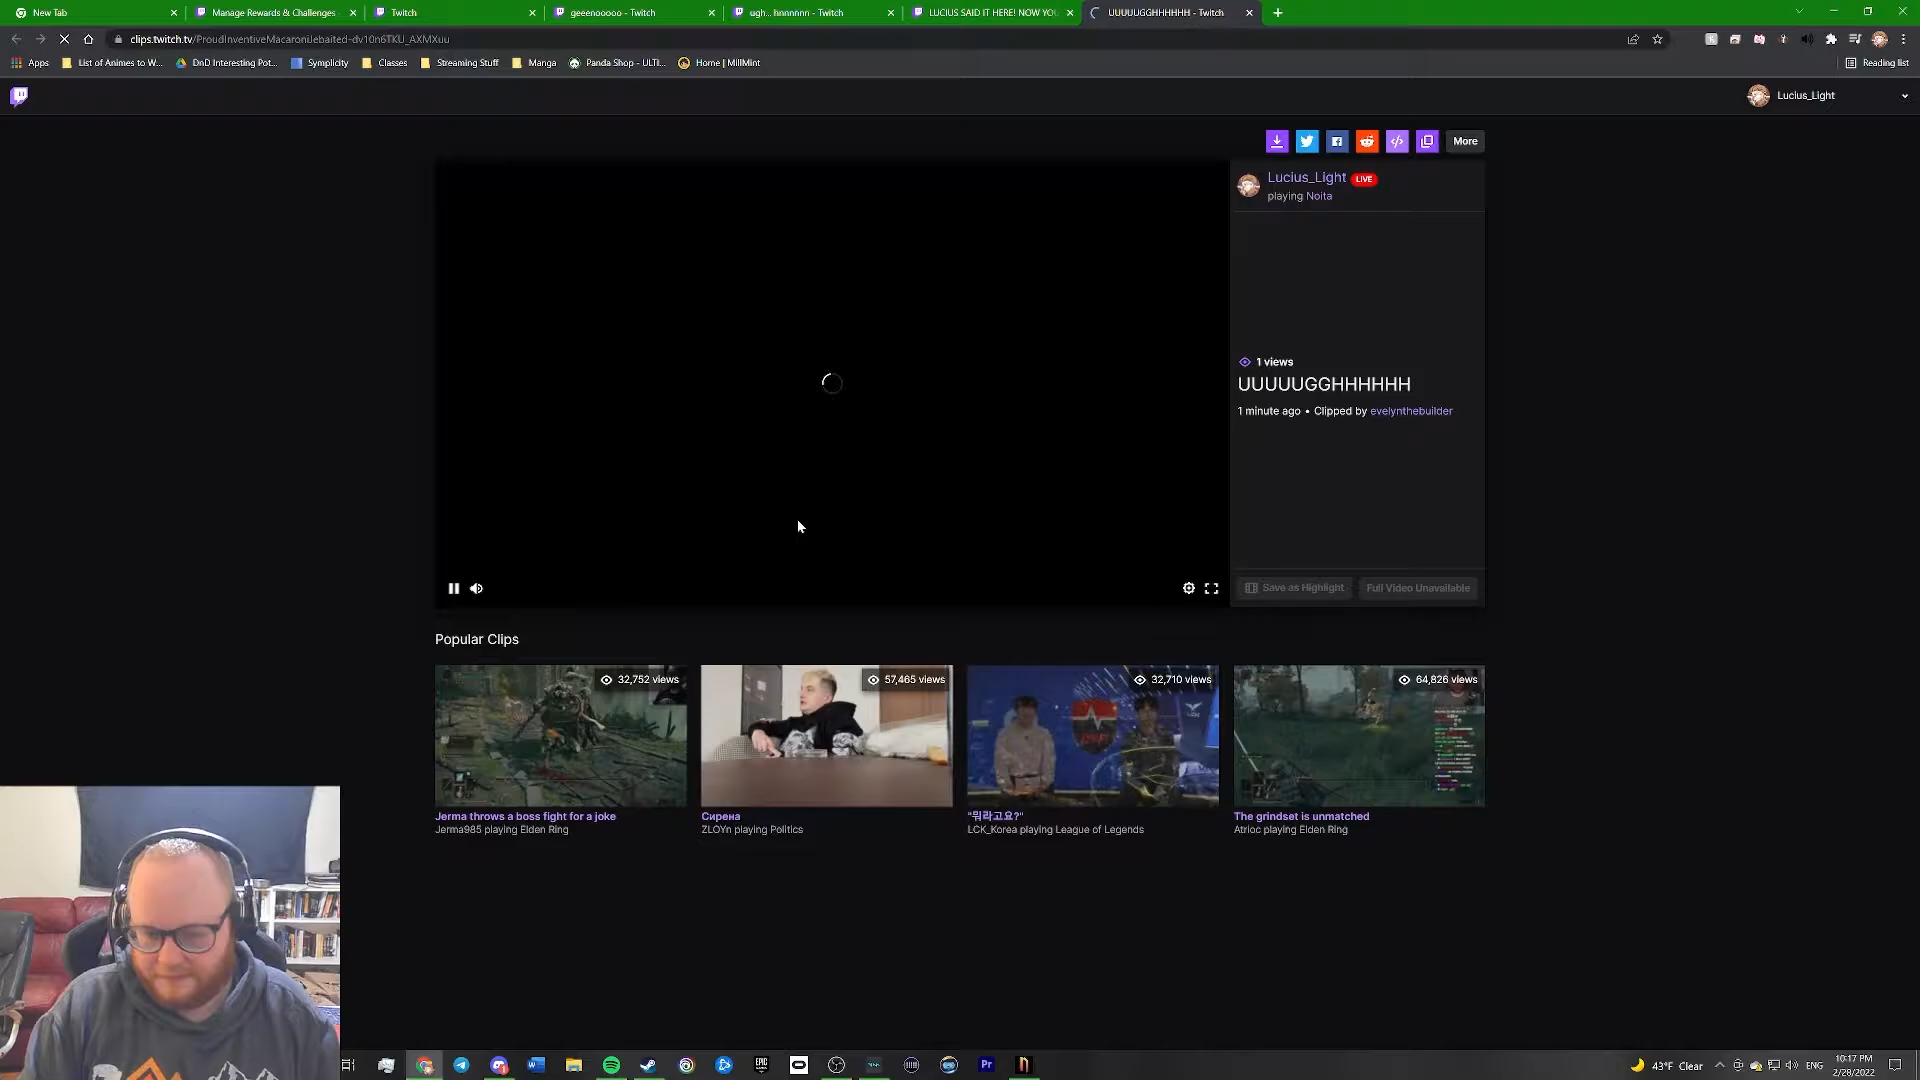 New Tab
Manage Rewards & Challenges
Twitch
geeenooooo - Twitch
ugh... hnnnnnn - Twitch
LUCIUS SAID IT HERE! NOW YOU
UUUUUGGHHHHHH - Twitch
clips.twitch.tv/ProudInventiveMacaroniJebaited-dv10n6TKU_AXMXuu
Apps
List of Animes to W...
DnD Interesting Pot...
Symplicity
Classes
Streaming Stuff
Manga
Panda Shop - ULTI...
Home | MillMint
Reading list
Lucius_Light
More
Lucius_Light LIVE
playing Noita
1 views
UUUUUGGHHHHHH
1 minute ago • Clipped by evelynthebuilder
Save as Highlight
Full Video Unavailable
Popular Clips
32,752 views
57,465 views
32,710 views
64,826 views
Jerma throws a boss fight for a joke
Jerma985 playing Elden Ring
Сирена
ZLOYn playing Politics
"뭐라고요?"
LCK_Korea playing League of Legends
The grindset is unmatched
Atrioc playing Elden Ring
EPIC
Pr
43°F Clear
ENG
10:17 PM
2/28/2022